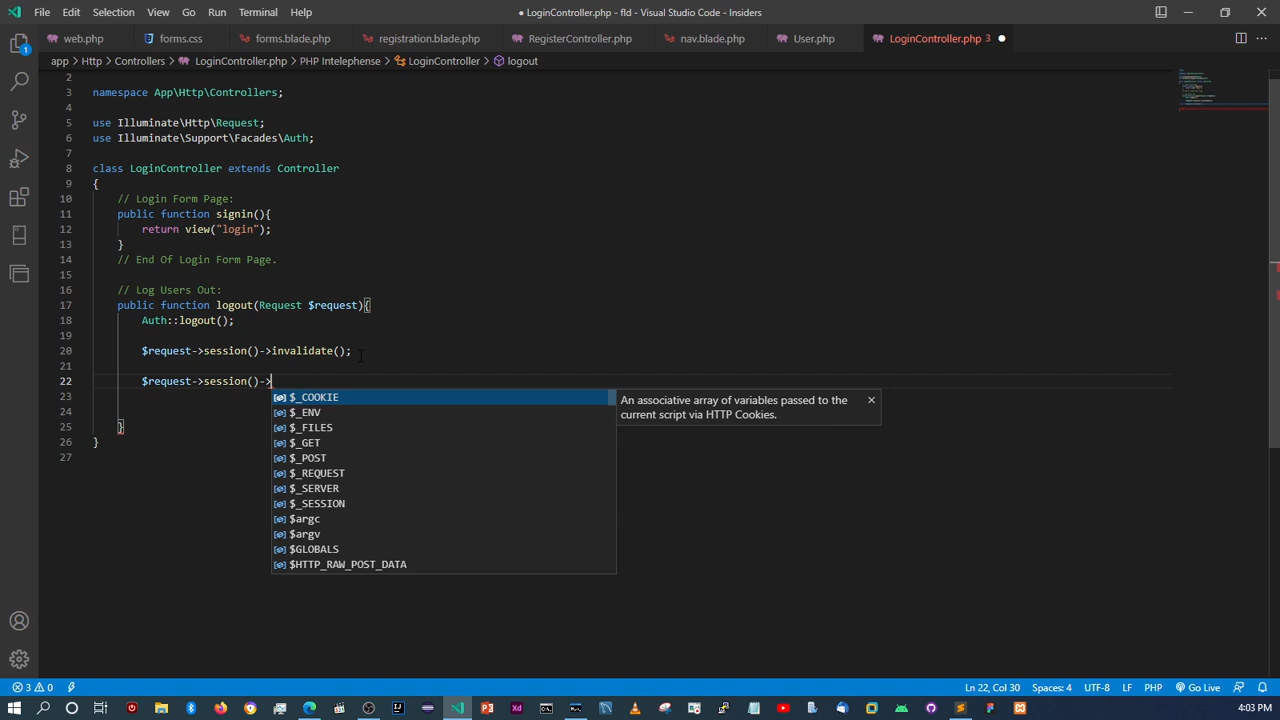 File Edit Selection View Go Run Terminal Help
● LoginController.php - fld - Visual Studio Code - Insiders
web.php forms.css forms.blade.php registration.blade.php RegisterController.php nav.blade.php User.php LoginController.php 3 ●
app > Http > Controllers > LoginController.php > PHP Intelephense > LoginController > logout
2
3 namespace App\Http\Controllers;
4
5 use Illuminate\Http\Request;
6 use Illuminate\Support\Facades\Auth;
7
8 class LoginController extends Controller
9 {
10 // Login Form Page:
11 public function signin(){
12 return view("login");
13 }
14 // End Of Login Form Page.
15
16 // Log Users Out:
17 public function logout(Request $request){
18 Auth::logout();
19
20 $request->session()->invalidate();
21
22 $request->session()->
23
24
25 }
26 }
27
$_COOKIE
$_ENV
$_FILES
$_GET
$_POST
$_REQUEST
$_SERVER
$_SESSION
$argc
$argv
$GLOBALS
$HTTP_RAW_POST_DATA
An associative array of variables passed to the
current script via HTTP Cookies.
1
3 0
Ln 22, Col 30 Spaces: 4 UTF-8 LF PHP Go Live
4:03 PM